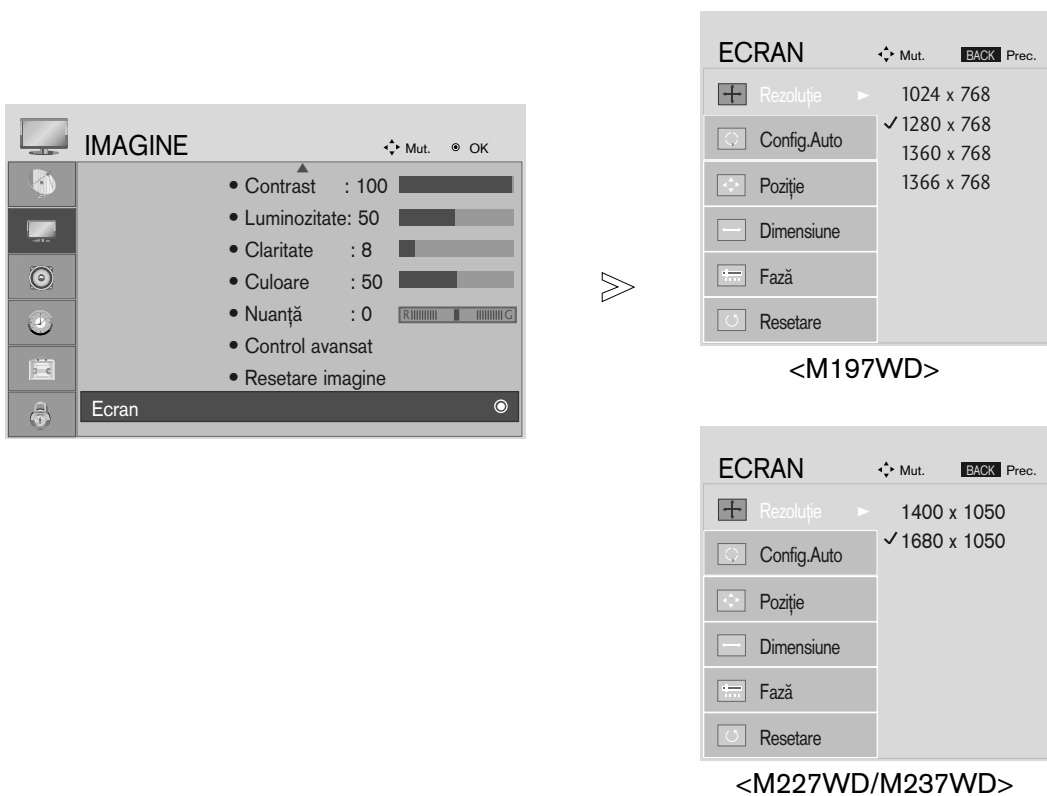 IMAGINE
Mut. OK
• Contrast : 100
• Luminozitate: 50
• Claritate : 8
• Culoare : 50
• Nuanță : 0 R G
• Control avansat
• Resetare imagine
Ecran
ECRAN
Mut. BACK Prec.
Rezoluție
Config.Auto
Poziție
Dimensiune
Fază
Resetare
1024 x 768
✓1280 x 768
1360 x 768
1366 x 768
<M197WD>
ECRAN
Mut. BACK Prec.
Rezoluție
Config.Auto
Poziție
Dimensiune
Fază
Resetare
1400 x 1050
✓1680 x 1050
<M227WD/M237WD>